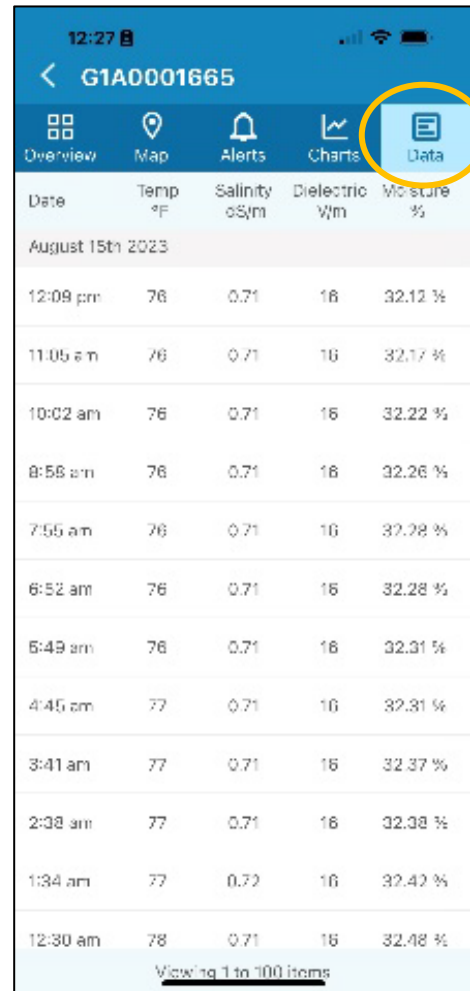 12:27
G1A0001665
Overview Map Alerts Charts Data
Date Temp °F Salinity dS/m Dielectric V/m Moisture %
August 15th 2023
12:09 pm 76 0.71 16 32.12 %
11:05 am 76 0.71 16 32.17 %
10:02 am 76 0.71 16 32.22 %
8:58 am 76 0.71 16 32.26 %
7:55 am 76 0.71 16 32.28 %
6:52 am 76 0.71 16 32.28 %
5:49 am 76 0.71 16 32.31 %
4:45 am 77 0.71 16 32.31 %
3:41 am 77 0.71 16 32.37 %
2:38 am 77 0.71 16 32.38 %
1:34 am 77 0.72 16 32.42 %
12:30 am 78 0.71 16 32.48 %
Viewing 1 to 100 items